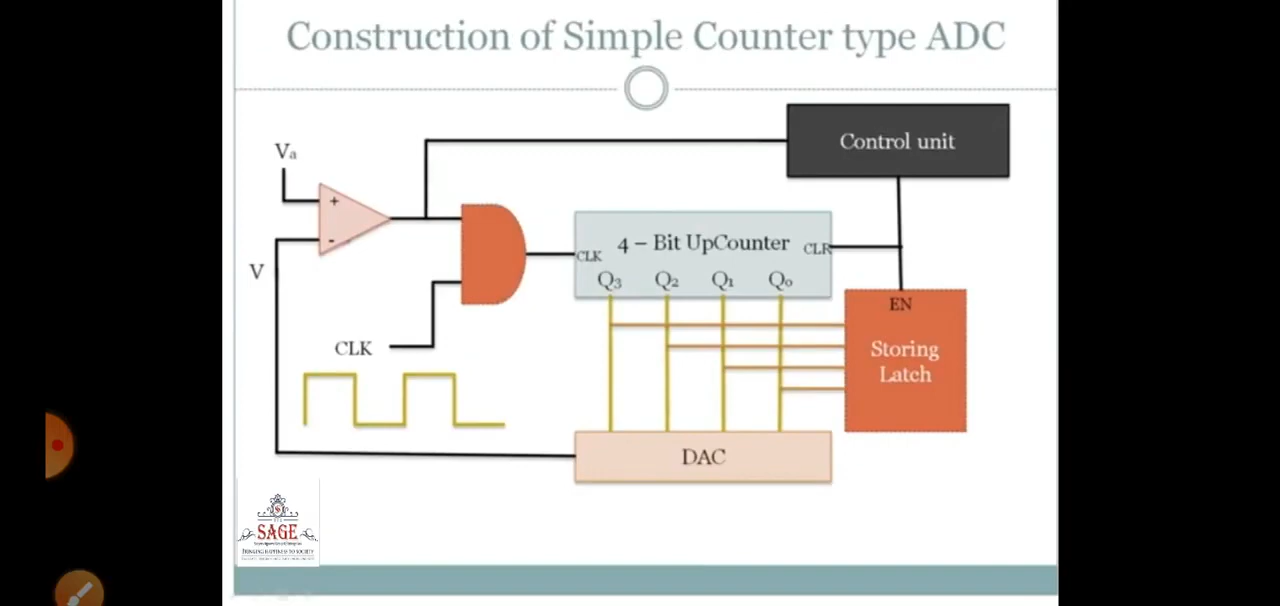 Construction of Simple Counter type ADC
Control unit
Va
+
-
V
4 – Bit UpCounter
CLK
CLR
Q3 Q2 Q1 Q0
EN
Storing
Latch
CLK
DAC
SAGE